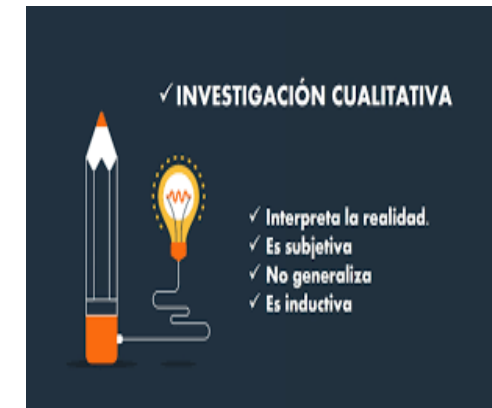 ✓ INVESTIGACIÓN CUALITATIVA
✓ Interpreta la realidad.
✓ Es subjetiva
✓ No generaliza
✓ Es inductiva